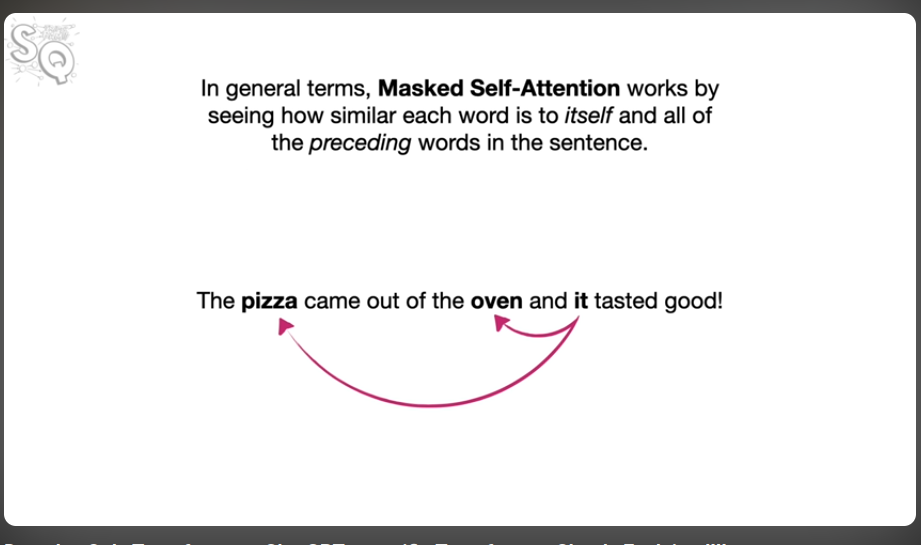 SQ
In general terms, Masked Self-Attention works by
seeing how similar each word is to itself and all of
the preceding words in the sentence.
The pizza came out of the oven and it tasted good!